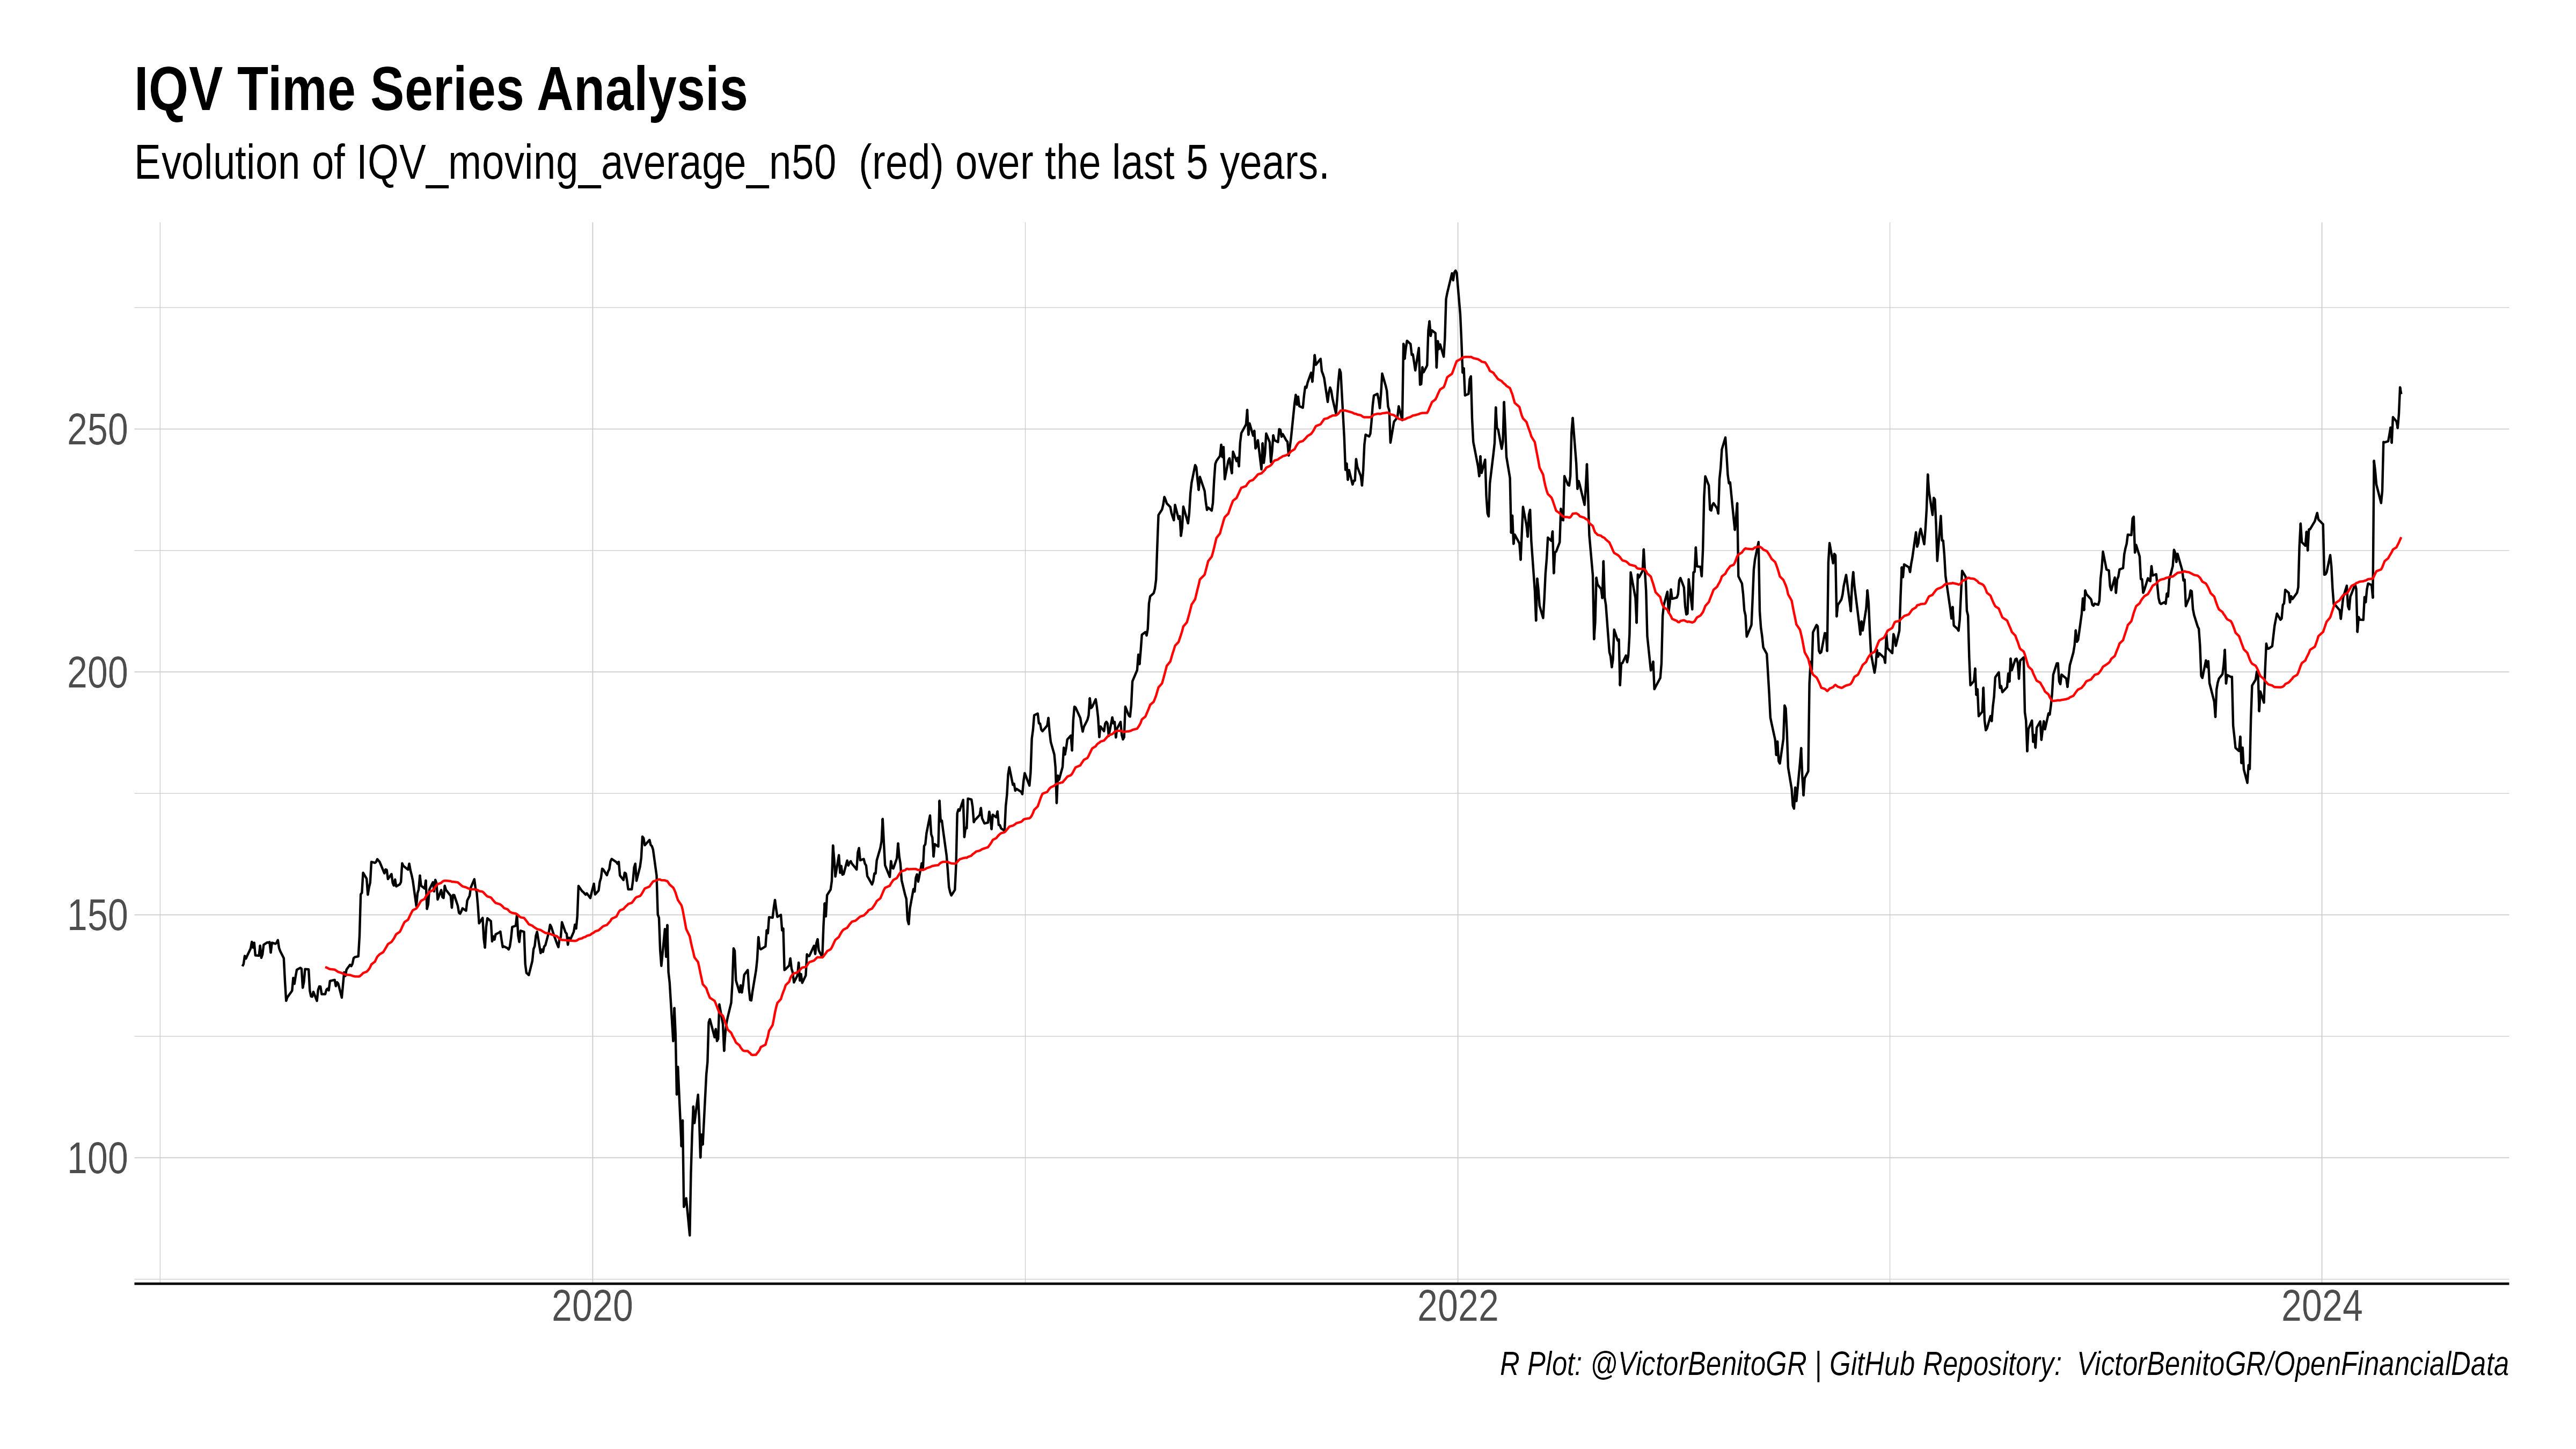 IQV Time Series Analysis
Evolution of IQV_moving_average_n50  (red) over the last 5 years.
250
200
150
100
2020 2022 2024
R Plot: @VictorBenitoGR | GitHub Repository:  VictorBenitoGR/OpenFinancialData